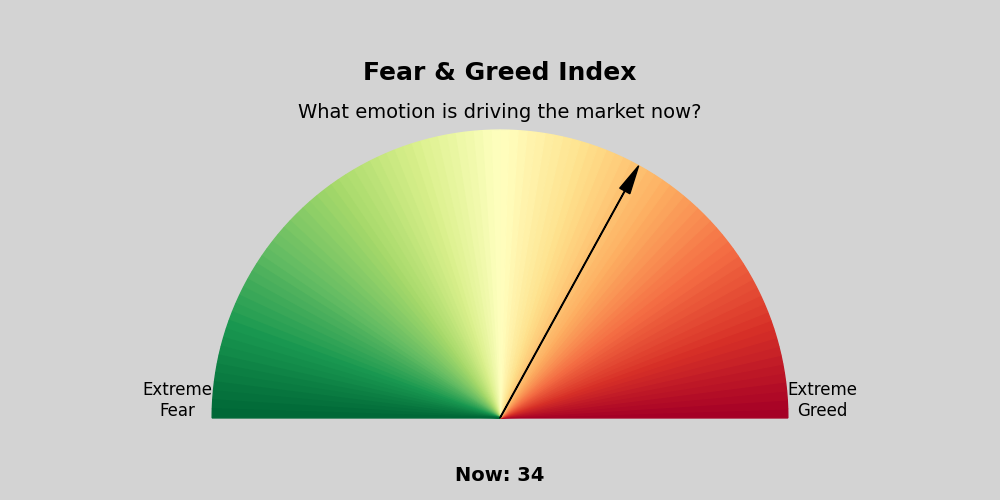 Fear & Greed Index
What emotion is driving the market now?
Extreme
Fear
Extreme
Greed
Now: 34